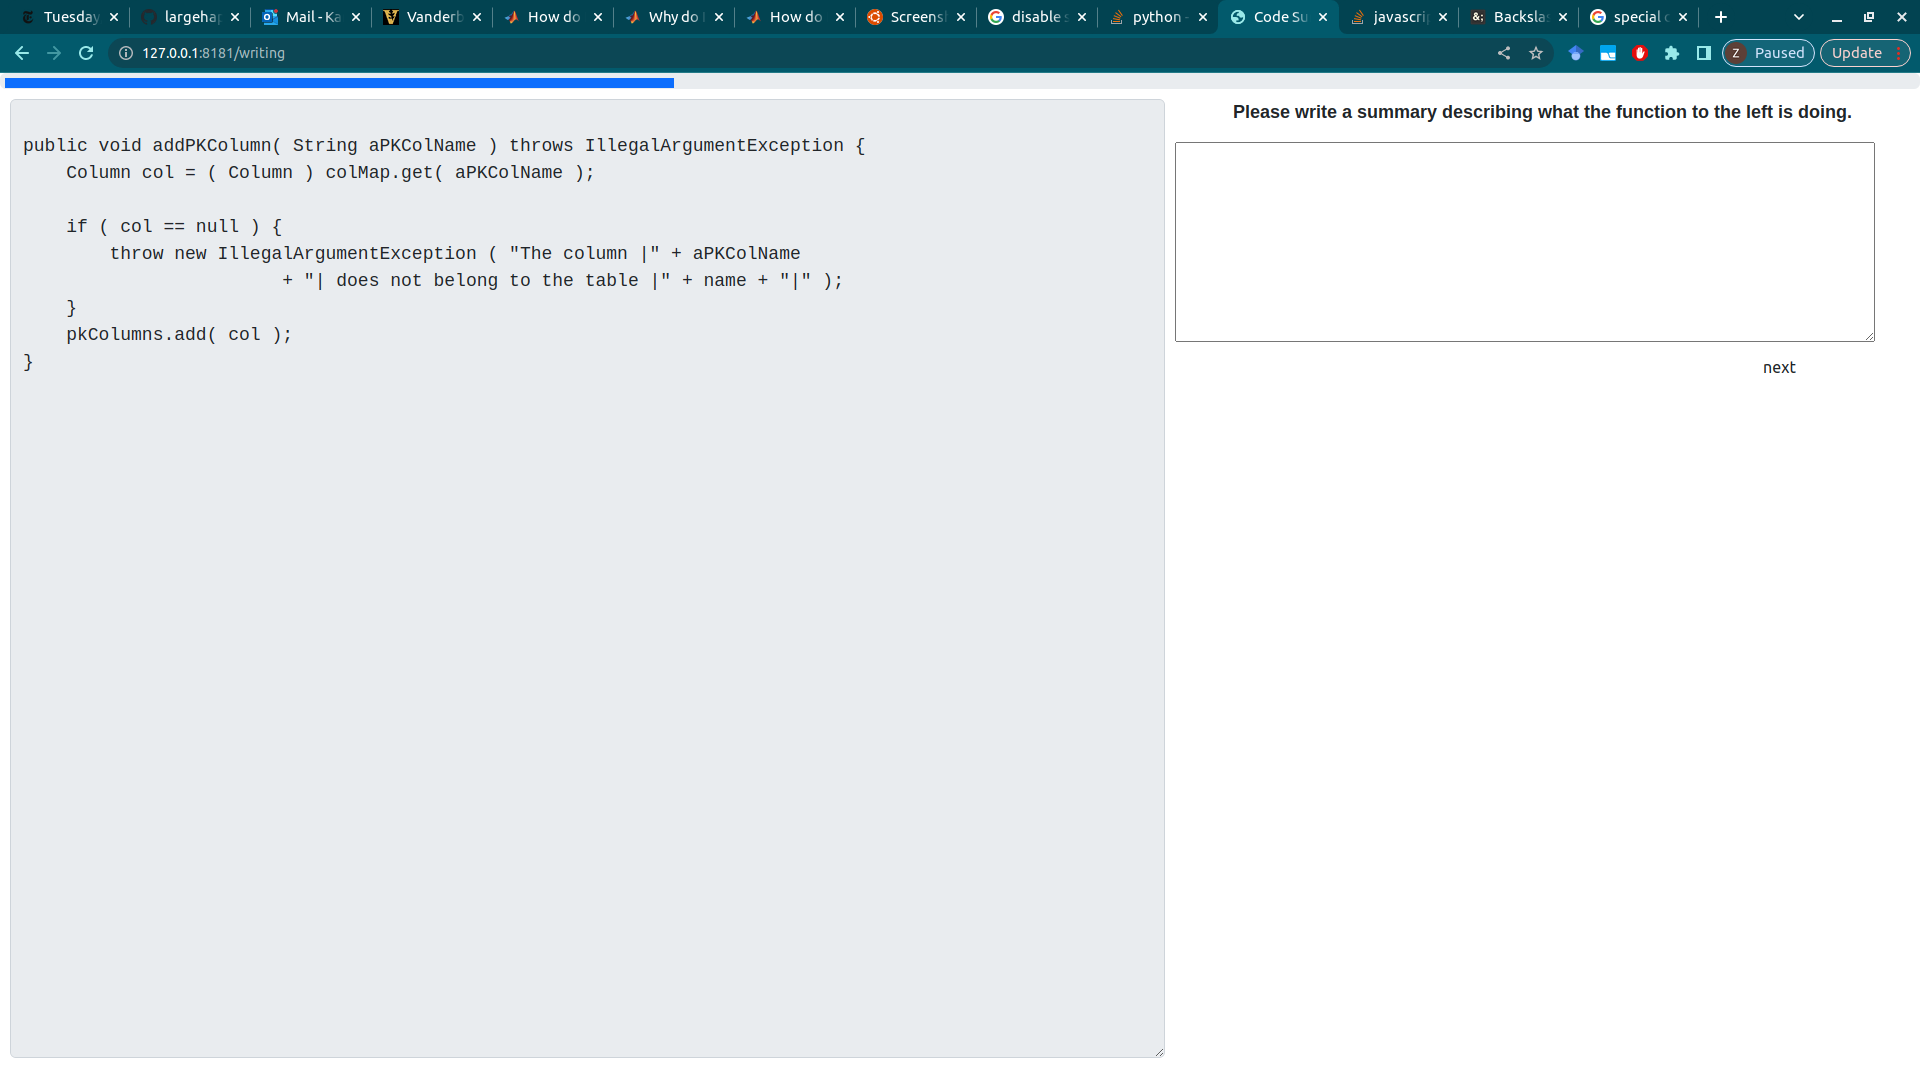 Tuesday
largehap
Mail - Ka
Vanderb
How do
Why do
How do
Screens
disable
python -
Code Su
javascri
Backsla
special
127.0.0.1:8181/writing
Z Paused
Update
public void addPKColumn( String aPKColName ) throws IllegalArgumentException {
    Column col = ( Column ) colMap.get( aPKColName );
    if ( col == null ) {
        throw new IllegalArgumentException ( "The column |" + aPKColName
                        + "| does not belong to the table |" + name + "|" );
    }
    pkColumns.add( col );
}
Please write a summary describing what the function to the left is doing.
next